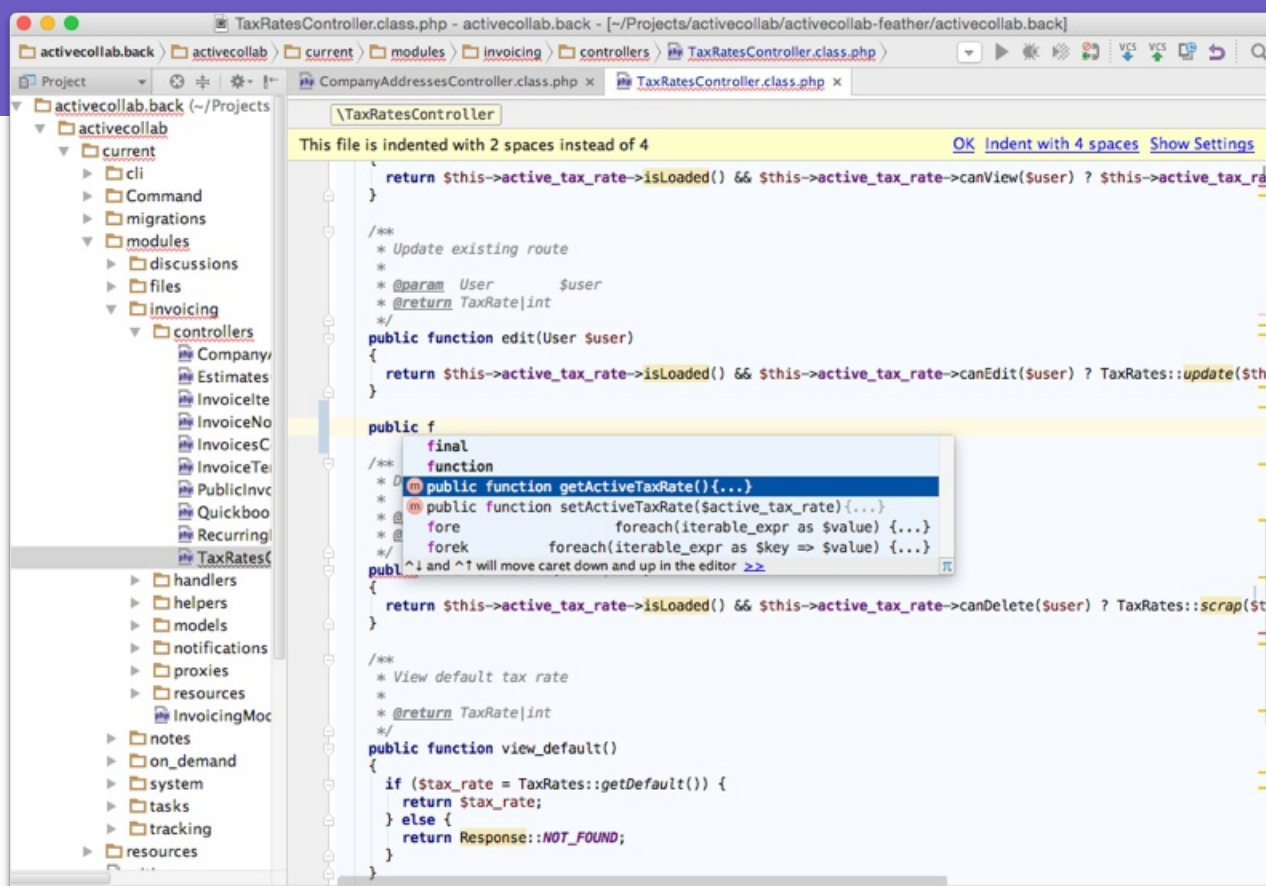 TaxRatesController.class.php - activecollab.back - [~/Projects/activecollab/activecollab-feather/activecollab.back]
activecollab.back activecollab current modules invoicing controllers TaxRatesController.class.php
VCS VCS
Project
CompanyAddressesController.class.php TaxRatesController.class.php
activecollab.back (~/Projects
activecollab
current
cli
Command
migrations
modules
discussions
files
invoicing
controllers
CompanyA
Estimates
InvoiceIte
InvoiceNo
InvoicesC
InvoiceTe
PublicInvo
Quickboo
Recurring
TaxRatesC
handlers
helpers
models
notifications
proxies
resources
InvoicingMod
notes
on_demand
system
tasks
tracking
resources
\TaxRatesController
This file is indented with 2 spaces instead of 4 OK Indent with 4 spaces Show Settings
{
return $this->active_tax_rate->isLoaded() && $this->active_tax_rate->canView($user) ? $this->active_tax_ra
}
/**
* Update existing route
*
* @param User $user
* @return TaxRate|int
*/
public function edit(User $user)
{
return $this->active_tax_rate->isLoaded() && $this->active_tax_rate->canEdit($user) ? TaxRates::update($th
}
public f
final
function
public function getActiveTaxRate(){...}
public function setActiveTaxRate($active_tax_rate){...}
fore foreach(iterable_expr as $value) {...}
forek foreach(iterable_expr as $key => $value) {...}
^↓ and ^↑ will move caret down and up in the editor >> π
/**
* D
*
* @
* @
*/
publ
{
return $this->active_tax_rate->isLoaded() && $this->active_tax_rate->canDelete($user) ? TaxRates::scrap($t
}
/**
* View default tax rate
*
* @return TaxRate|int
*/
public function view_default()
{
if ($tax_rate = TaxRates::getDefault()) {
return $tax_rate;
} else {
return Response::NOT_FOUND;
}
}